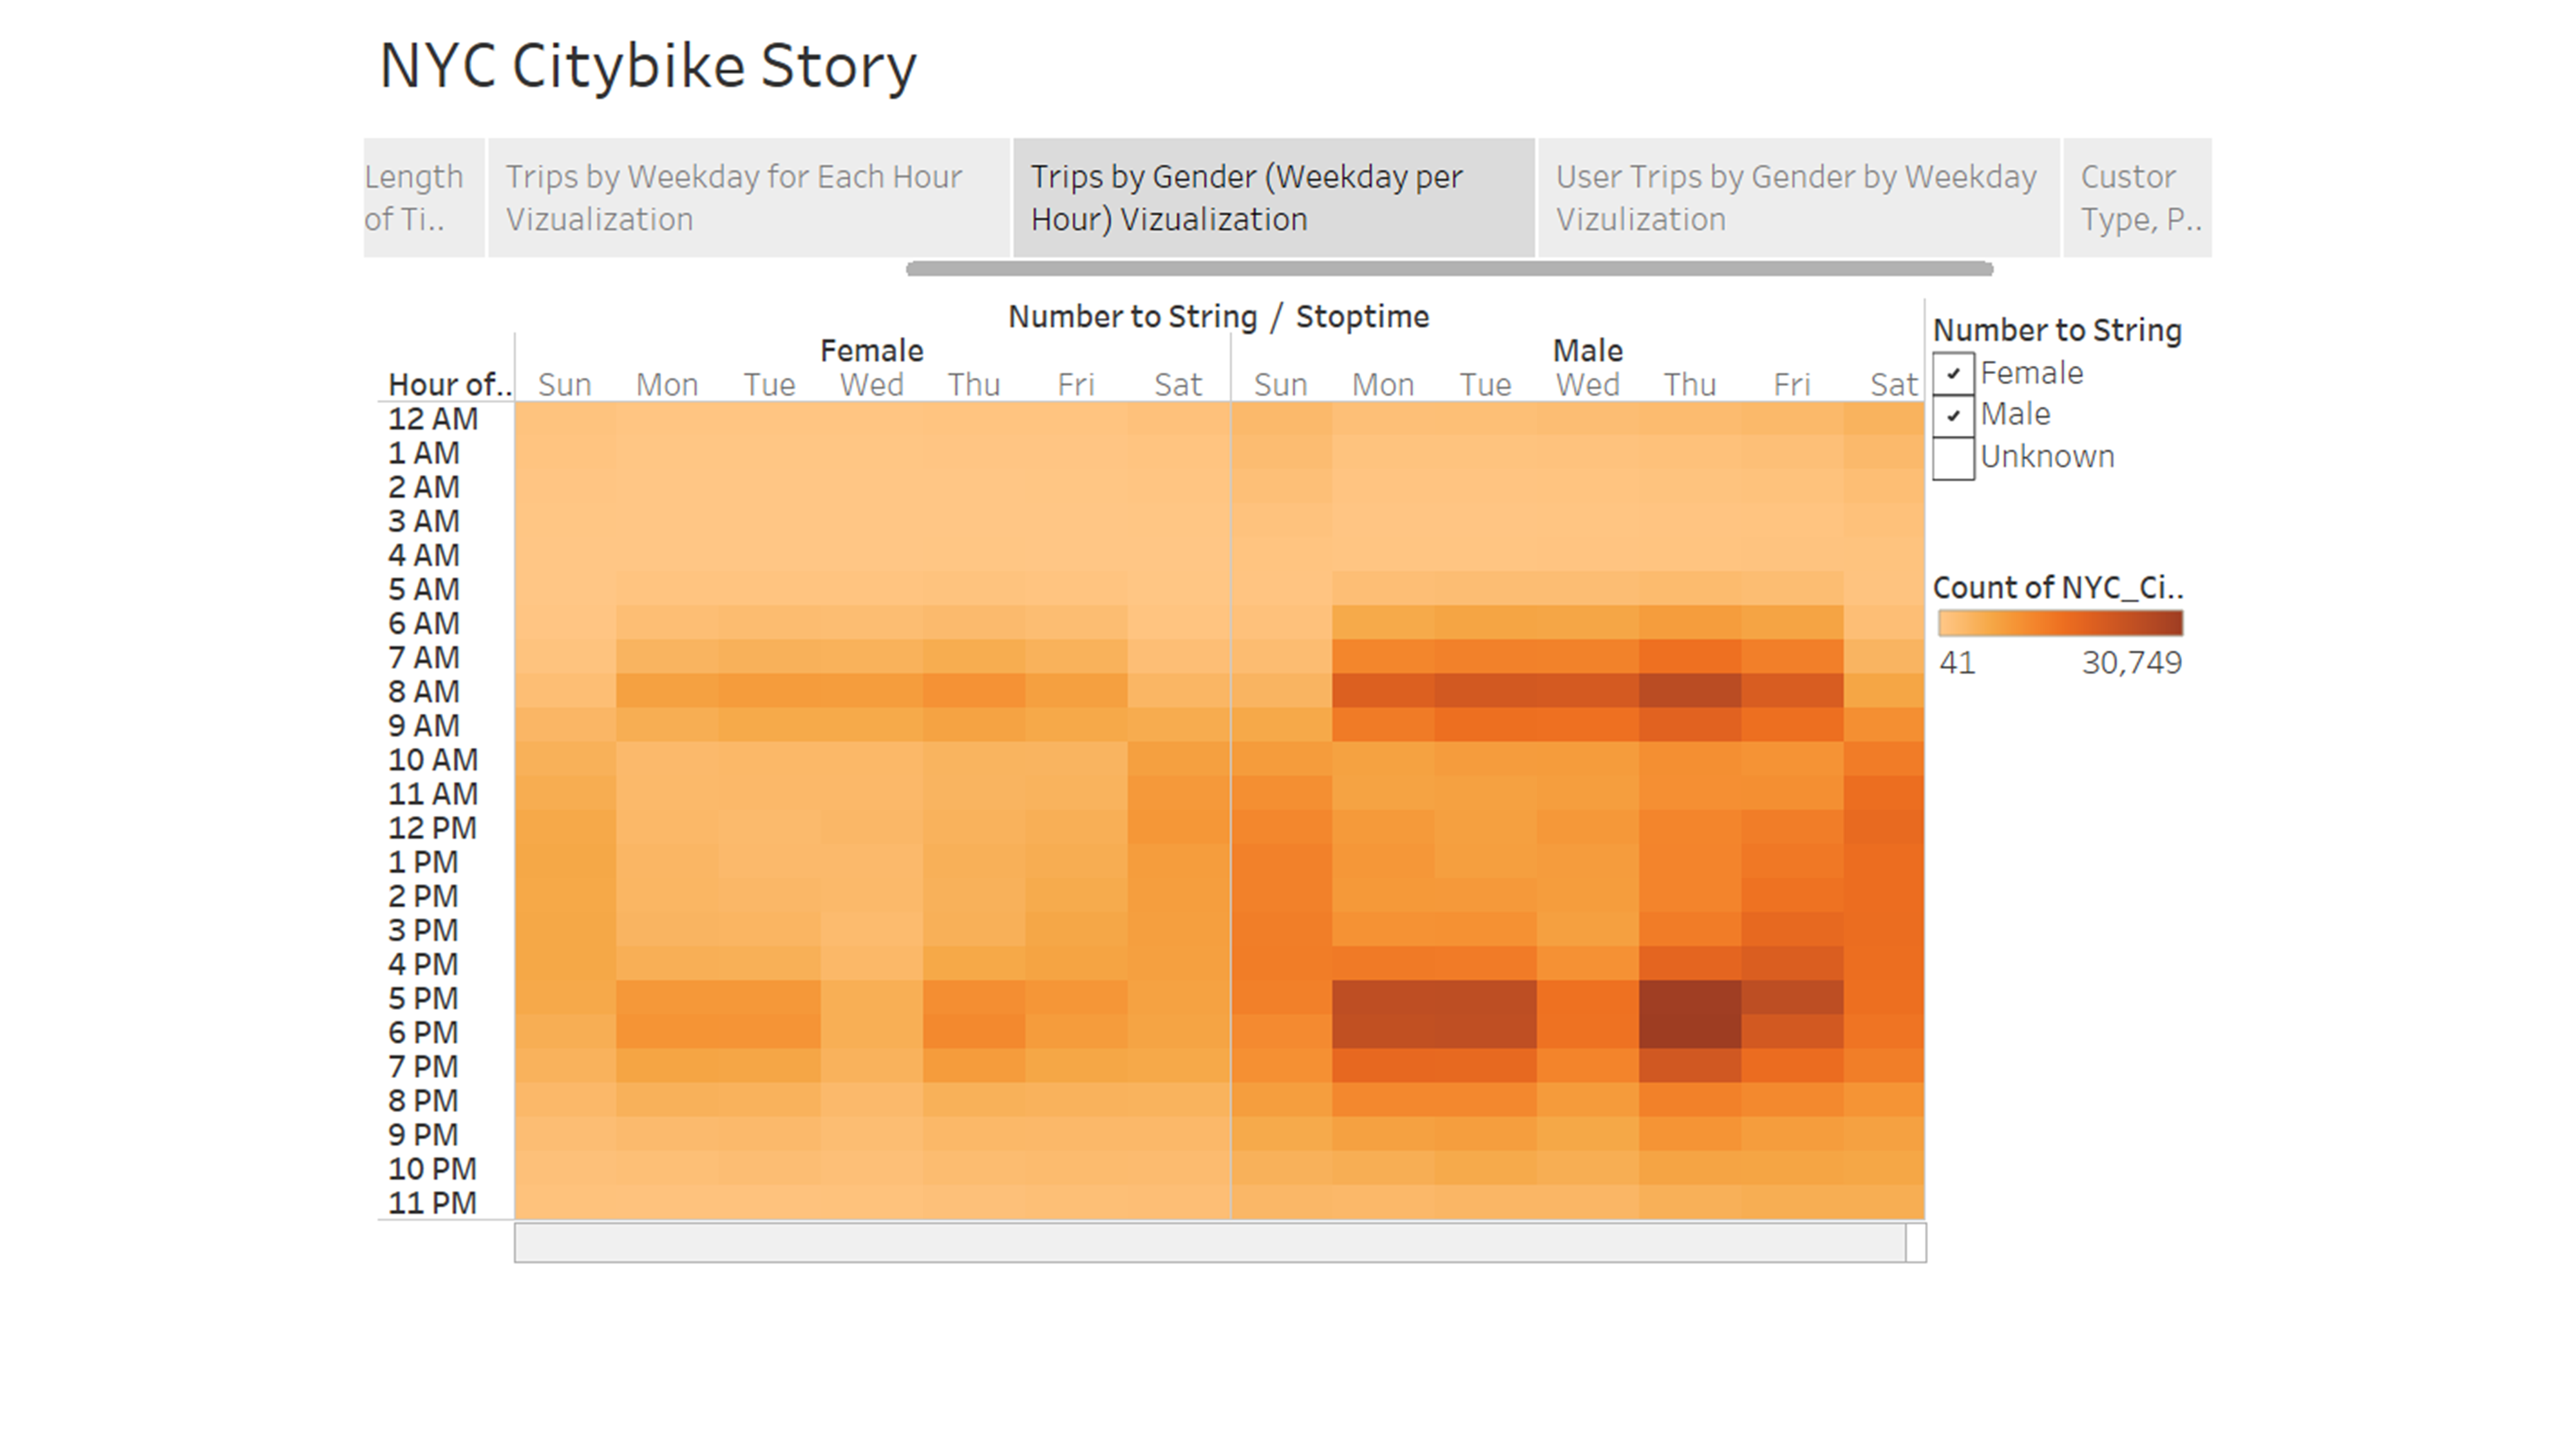 NYC Citybike Story
Length
of Ti..
Trips by Weekday for Each Hour
Vizualization
Trips by Gender (Weekday per
Hour) Vizualization
User Trips by Gender by Weekday
Vizulization
Custor
Type, P..
Number to String / Stoptime
Female Male
Hour of.. Sun Mon Tue Wed Thu Fri Sat Sun Mon Tue Wed Thu Fri Sat
12 AM
1 AM
2 AM
3 AM
4 AM
5 AM
6 AM
7 AM
8 AM
9 AM
10 AM
11 AM
12 PM
1 PM
2 PM
3 PM
4 PM
5 PM
6 PM
7 PM
8 PM
9 PM
10 PM
11 PM
Number to String
Female
Male
Unknown
Count of NYC_Ci..
41 30,749